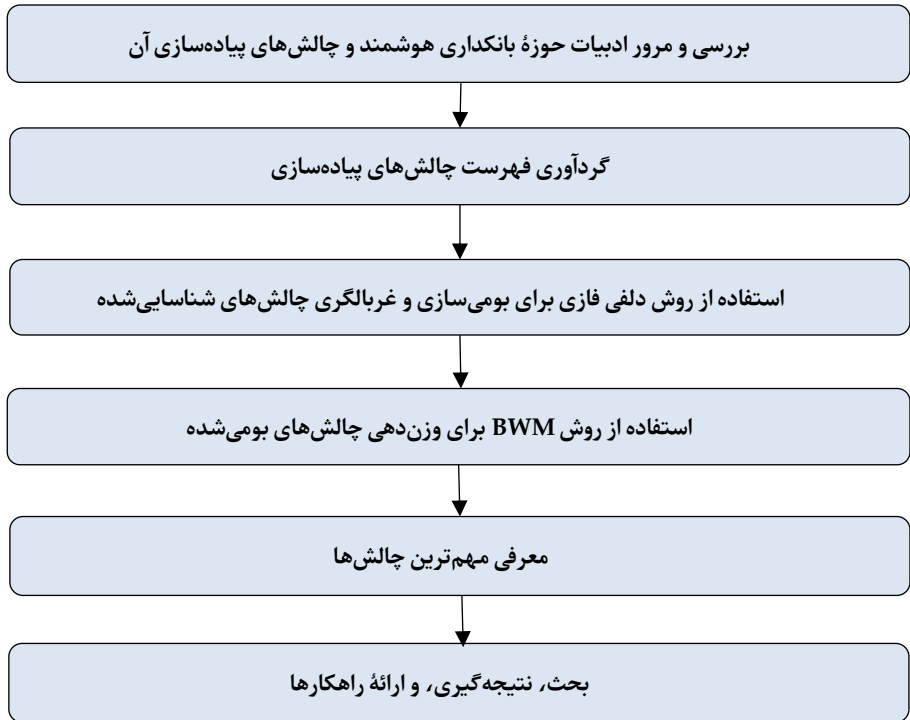 بررسی و مرور ادبیات حوزهٔ بانکداری هوشمند و چالش‌های پیاده‌سازی آن
گردآوری فهرست چالش‌های پیاده‌سازی
استفاده از روش دلفی فازی برای بومی‌سازی و غربالگری چالش‌های شناسایی‌شده
استفاده از روش BWM برای وزن‌دهی چالش‌های بومی‌شده
معرفی مهم‌ترین چالش‌ها
بحث، نتیجه‌گیری، و ارائهٔ راهکارها